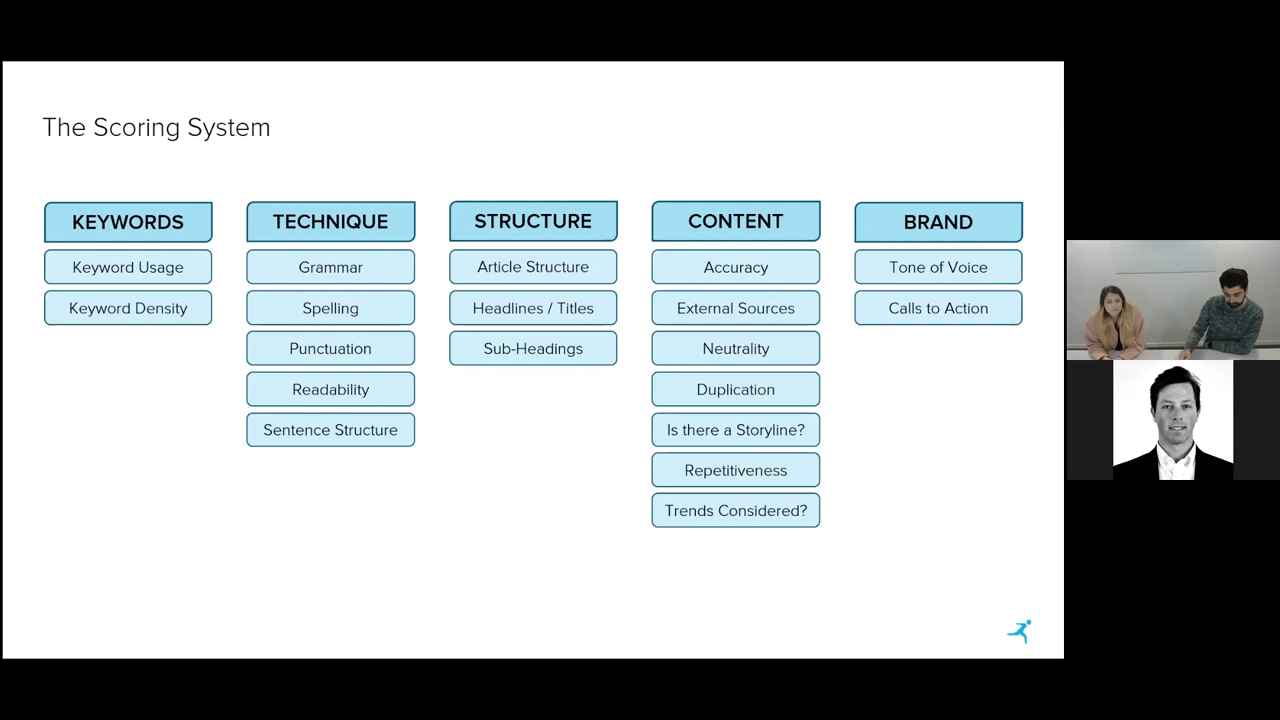 The Scoring System
KEYWORDS
Keyword Usage
Keyword Density
TECHNIQUE
Grammar
Spelling
Punctuation
Readability
Sentence Structure
STRUCTURE
Article Structure
Headlines / Titles
Sub-Headings
CONTENT
Accuracy
External Sources
Neutrality
Duplication
Is there a Storyline?
Repetitiveness
Trends Considered?
BRAND
Tone of Voice
Calls to Action